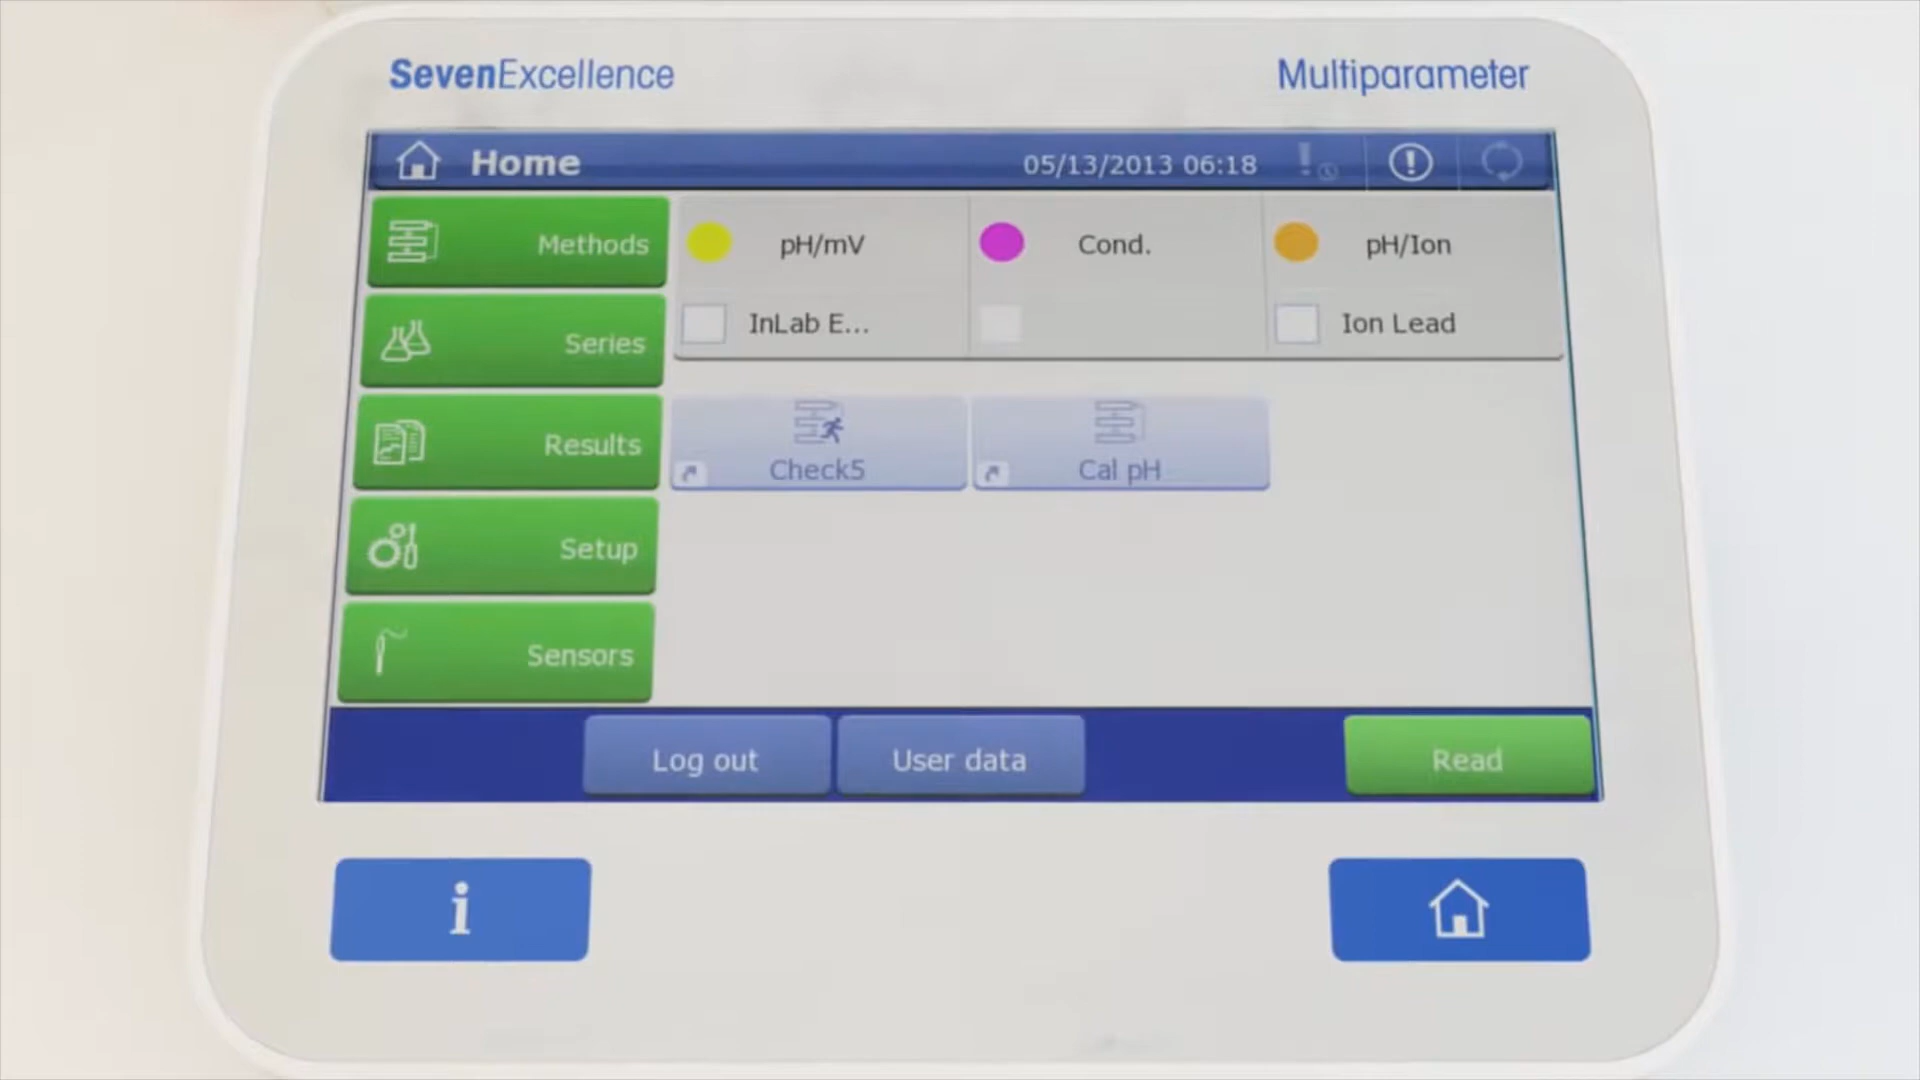 SevenExcellence
Multiparameter
Home
05/13/2013 06:18
Methods
pH/mV
Cond.
pH/Ion
InLab E...
Ion Lead
Series
Results
Check5
Cal pH
Setup
Sensors
Log out
User data
Read
i